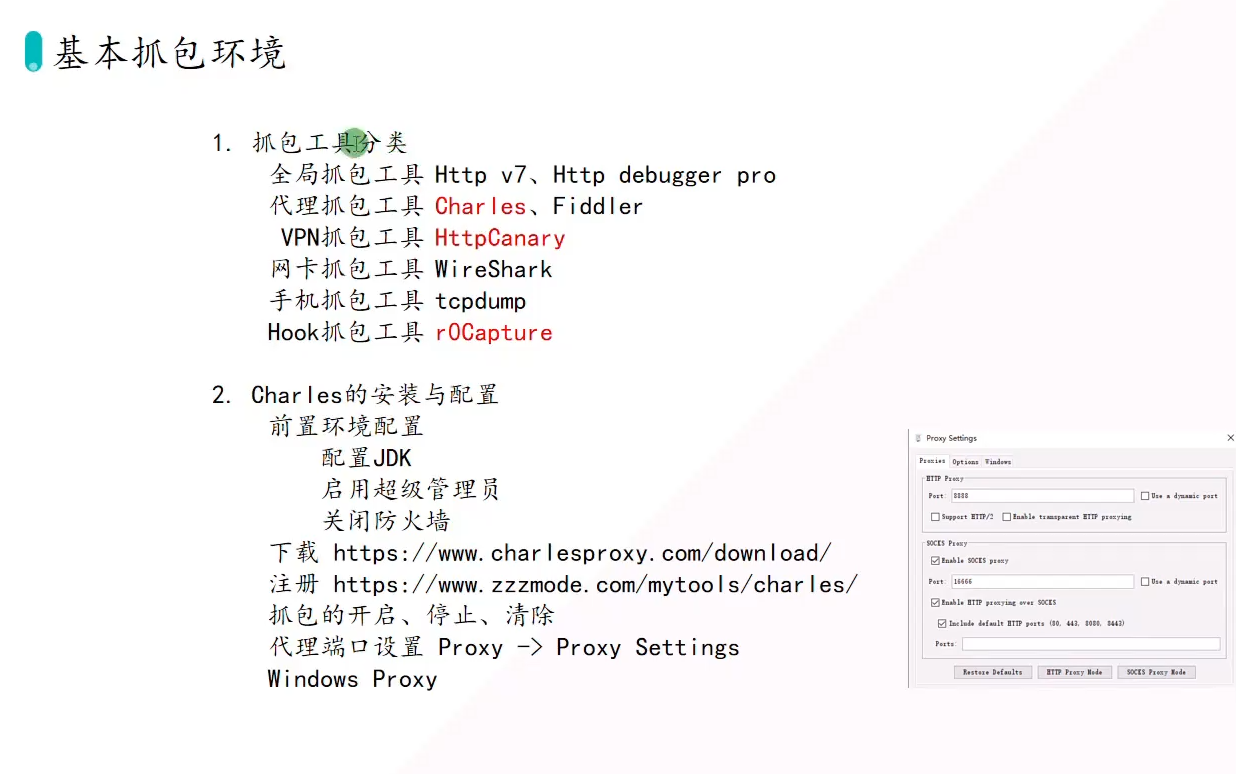 基本抓包环境
1. 抓包工具分类
全局抓包工具 Http v7、Http debugger pro
代理抓包工具 Charles、Fiddler
VPN抓包工具 HttpCanary
网卡抓包工具 WireShark
手机抓包工具 tcpdump
Hook抓包工具 r0Capture
2. Charles的安装与配置
前置环境配置
配置JDK
启用超级管理员
关闭防火墙
下载 https://www.charlesproxy.com/download/
注册 https://www.zzzmode.com/mytools/charles/
抓包的开启、停止、清除
代理端口设置 Proxy -> Proxy Settings
Windows Proxy
Proxy Settings
Proxies Options Windows
HTTP Proxy
Port: 8888 Use a dynamic port
Support HTTP/2 Enable transparent HTTP proxying
SOCKS Proxy
Enable SOCKS proxy
Port: 16666 Use a dynamic port
Enable HTTP proxying over SOCKS
Include default HTTP ports (80, 443, 8080, 8443)
Ports:
Restore Defaults HTTP Proxy Mode SOCKS Proxy Mode